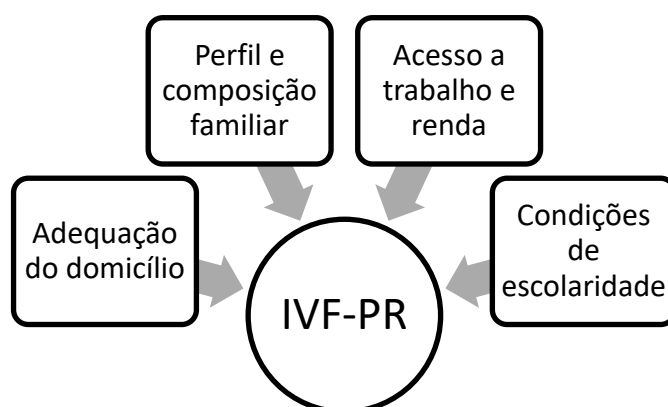 Perfil e
composição
familiar
Acesso a
trabalho e
renda
Adequação
do domicílio
Condições
de
escolaridade
IVF-PR